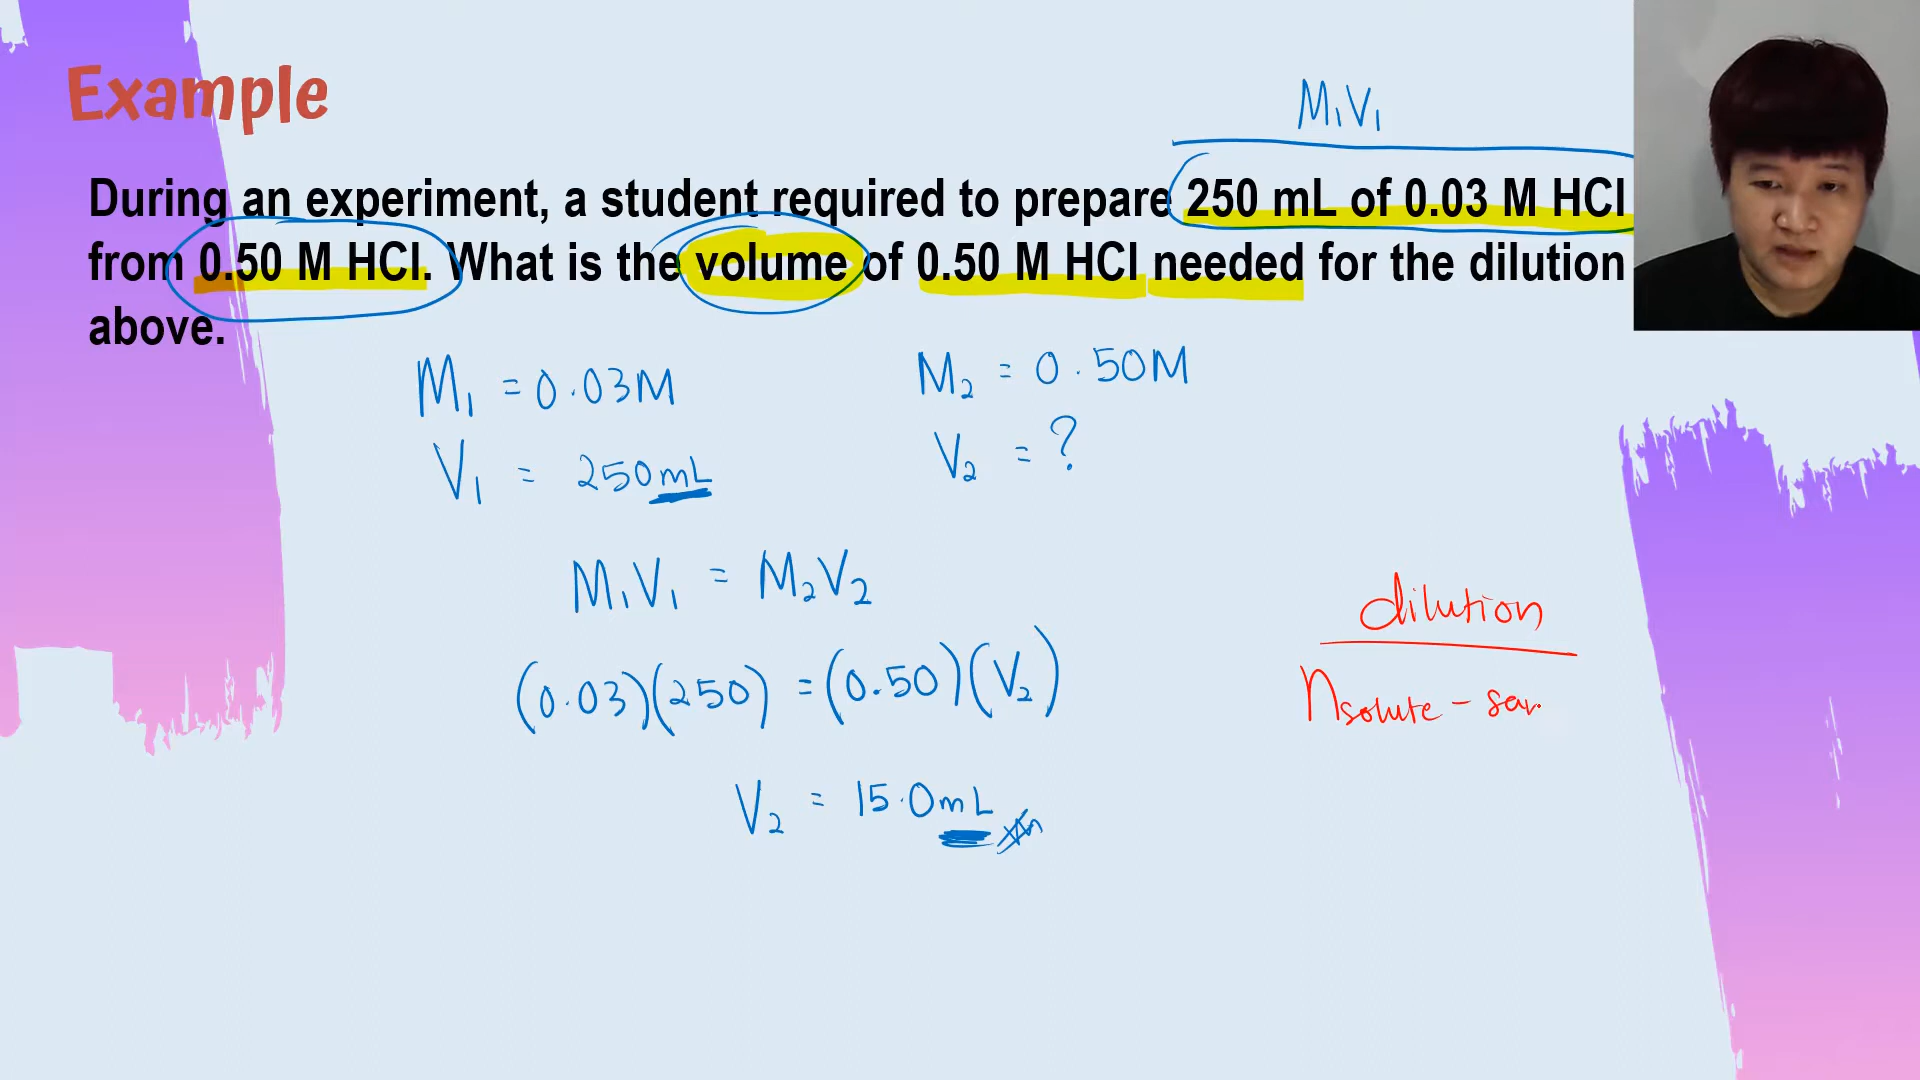 Example
M₁V₁
During an experiment, a student required to prepare 250 mL of 0.03 M HCl
from 0.50 M HCl. What is the volume of 0.50 M HCl needed for the dilution
above.
M₁ = 0.03M
M₂ = 0.50M
V₁ = 250mL
V₂ = ?
M₁V₁ = M₂V₂
(0.03)(250) = (0.50)(V₂)
V₂ = 15.0mL
dilution
nsolute -